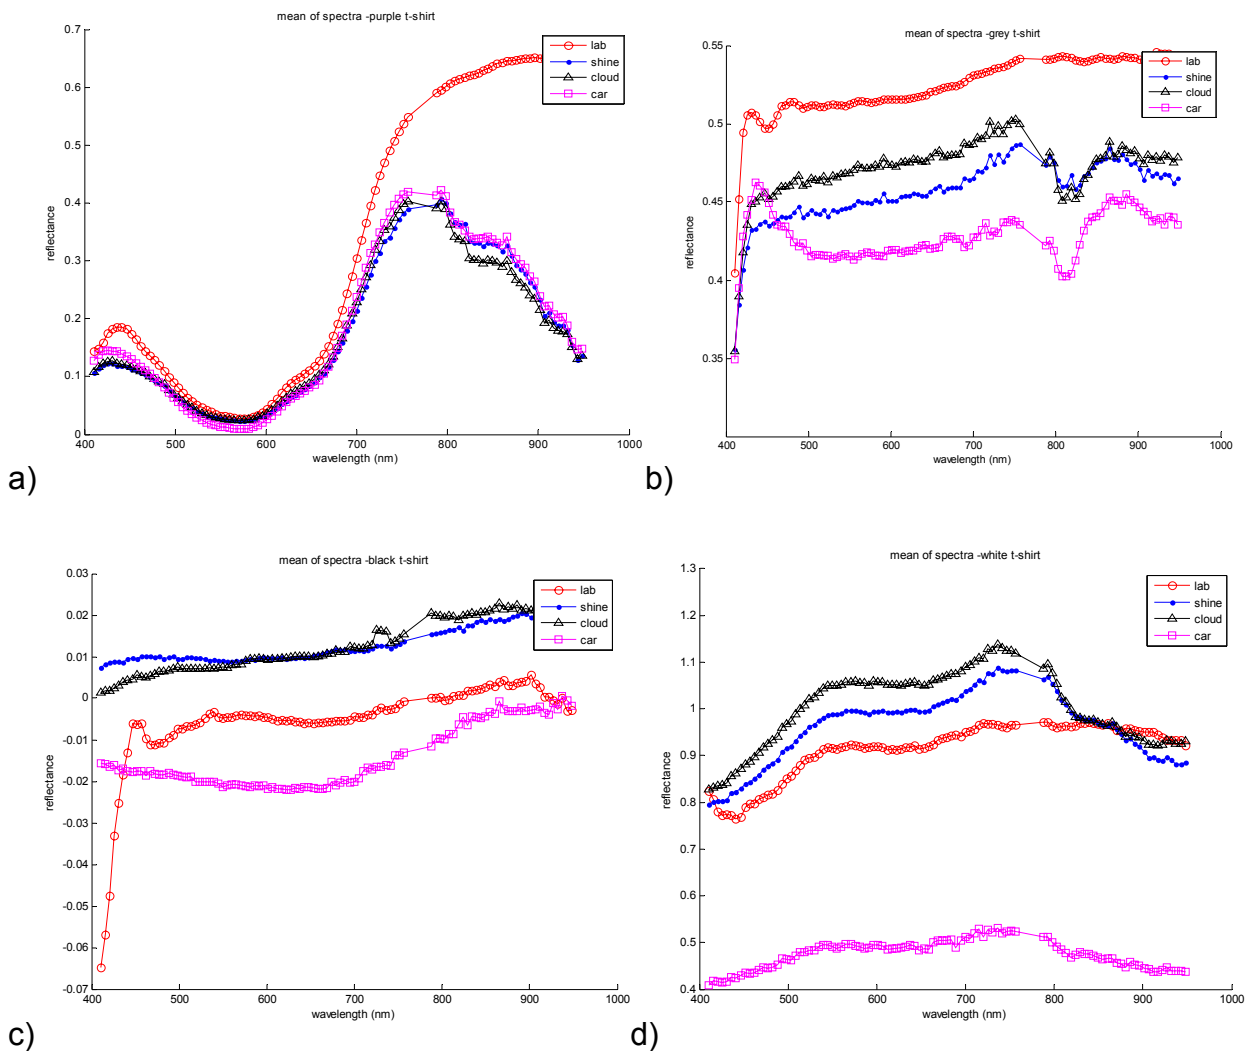 mean of spectra -purple t-shirt
0.7
0.6
0.5
0.4
0.3
0.2
0.1
0
reflectance
400 500 600 700 800 900 1000
wavelength (nm)
lab
shine
cloud
car
a)
mean of spectra -grey t-shirt
0.55
0.5
0.45
0.4
0.35
reflectance
400 500 600 700 800 900 1000
wavelength (nm)
lab
shine
cloud
car
b)
mean of spectra -black t-shirt
0.03
0.02
0.01
0
-0.01
-0.02
-0.03
-0.04
-0.05
-0.06
-0.07
reflectance
400 500 600 700 800 900 1000
wavelength (nm)
lab
shine
cloud
car
c)
mean of spectra -white t-shirt
1.3
1.2
1.1
1
0.9
0.8
0.7
0.6
0.5
0.4
reflectance
400 500 600 700 800 900 1000
wavelength (nm)
lab
shine
cloud
car
d)